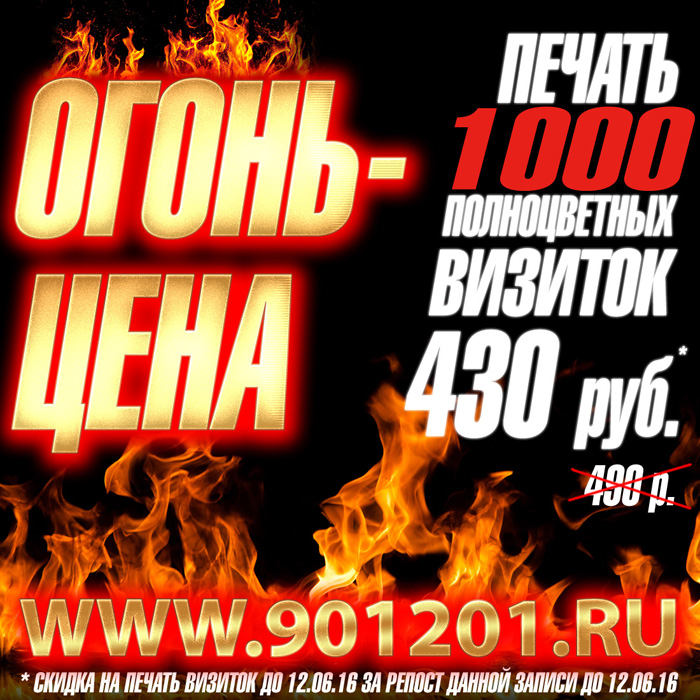 ОГОНЬ-
ЦЕНА
ПЕЧАТЬ
1000
ПОЛНОЦВЕТНЫХ
ВИЗИТОК
430 руб.*
490 р.
WWW.901201.RU
* СКИДКА НА ПЕЧАТЬ ВИЗИТОК ДО 12.06.16 ЗА РЕПОСТ ДАННОЙ ЗАПИСИ ДО 12.06.16